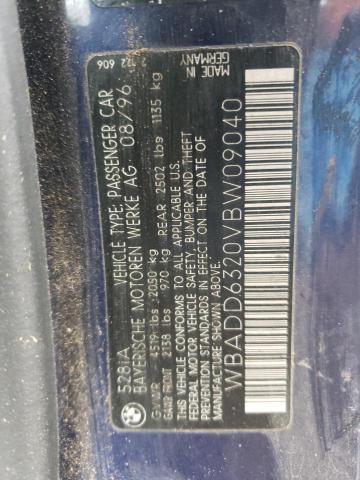 528iA
VEHICLE TYPE: PASSENGER CAR
BAYERISCHE MOTOREN WERKE AG 08/96
GVWR 4519 lbs 2050 kg
GAWR FRONT 2138 lbs 970 kg REAR 2502 lbs 1135 kg
THIS VEHICLE CONFORMS TO ALL APPLICABLE U.S.
FEDERAL MOTOR VEHICLE SAFETY, BUMPER AND THEFT
PREVENTION STANDARDS IN EFFECT ON THE DATE OF
MANUFACTURE SHOWN ABOVE.
WBADD6320VBW09040
MADE IN
GERMANY
606